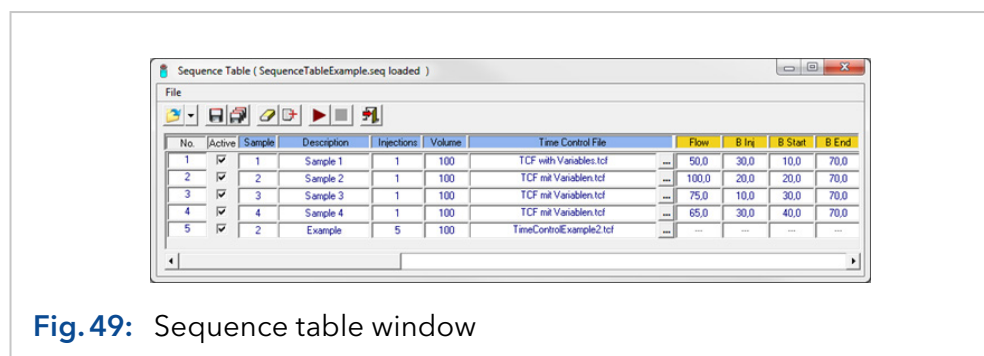 Sequence Table ( SequenceTableExample.seq loaded )
File
No. Active Sample Description Injections Volume Time Control File Flow B Inj B Start B End
1 1 Sample 1 1 100 TCF with Variables.tcf ... 50,0 30,0 10,0 70,0
2 2 Sample 2 1 100 TCF mit Variablen.tcf ... 100,0 20,0 20,0 70,0
3 3 Sample 3 1 100 TCF mit Variablen.tcf ... 75,0 10,0 30,0 70,0
4 4 Sample 4 1 100 TCF mit Variablen.tcf ... 65,0 30,0 40,0 70,0
5 2 Example 5 100 TimeControlExample2.tcf ... --- --- --- ---
Fig. 49: Sequence table window